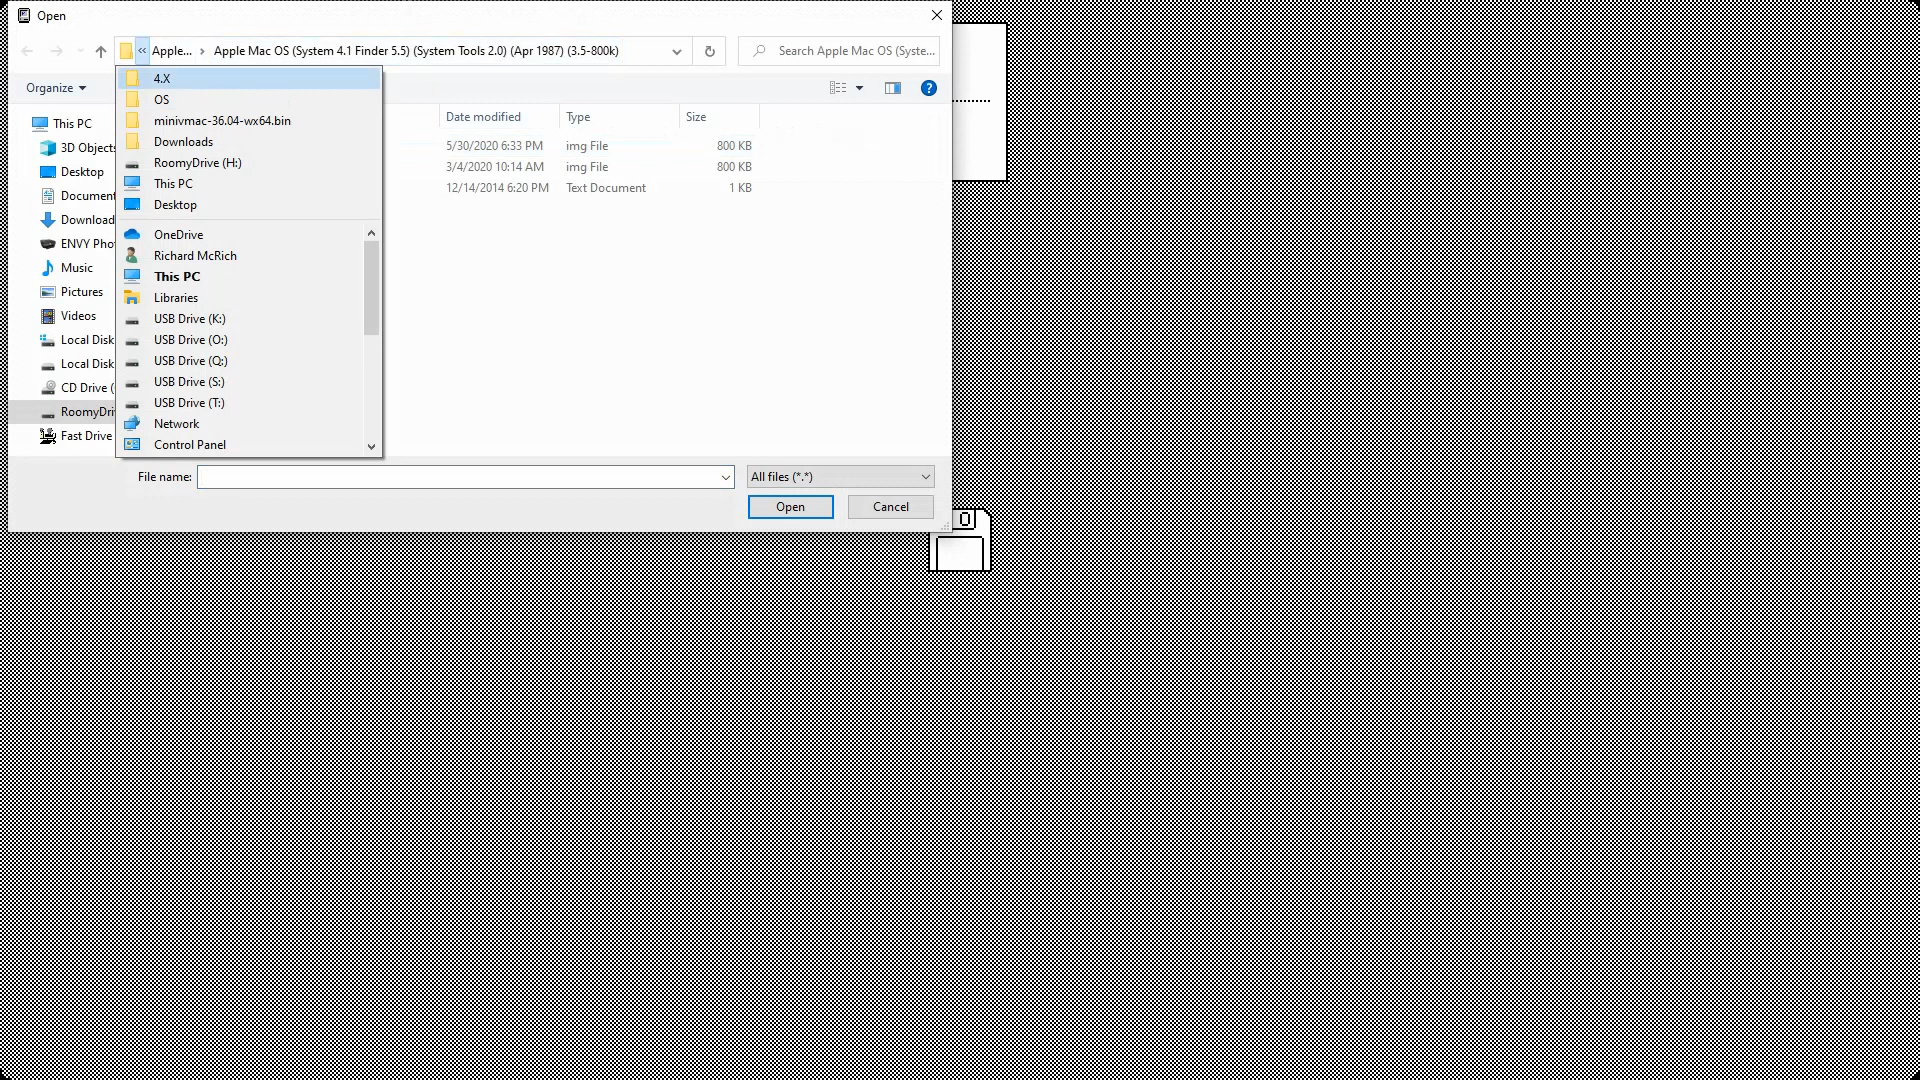 Open
« Apple... › Apple Mac OS (System 4.1 Finder 5.5) (System Tools 2.0) (Apr 1987) (3.5-800k)
Search Apple Mac OS (Syste...
Organize
This PC
3D Objects
Desktop
Document
Download
ENVY Pho
Music
Pictures
Videos
Local Disk
Local Disk
CD Drive (
RoomyDri
Fast Drive
4.X
OS
minivmac-36.04-wx64.bin
Downloads
RoomyDrive (H:)
This PC
Desktop
OneDrive
Richard McRich
This PC
Libraries
USB Drive (K:)
USB Drive (O:)
USB Drive (Q:)
USB Drive (S:)
USB Drive (T:)
Network
Control Panel
Date modified Type Size
5/30/2020 6:33 PM img File 800 KB
3/4/2020 10:14 AM img File 800 KB
12/14/2014 6:20 PM Text Document 1 KB
File name:
All files (*.*)
Open Cancel